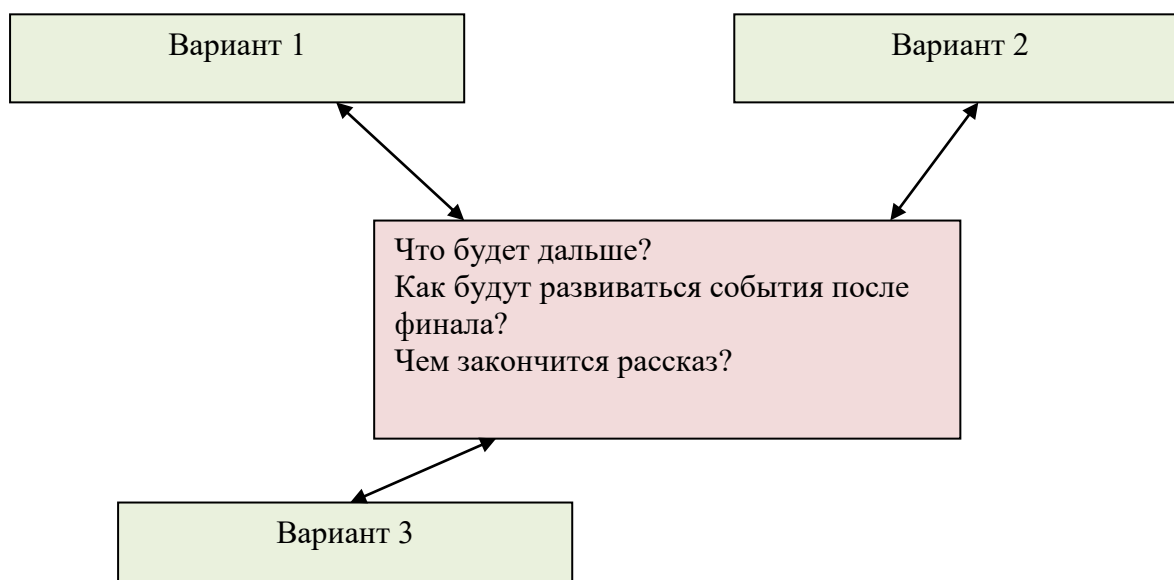 Вариант 1
Вариант 2
Что будет дальше?
Как будут развиваться события после
финала?
Чем закончится рассказ?
Вариант 3